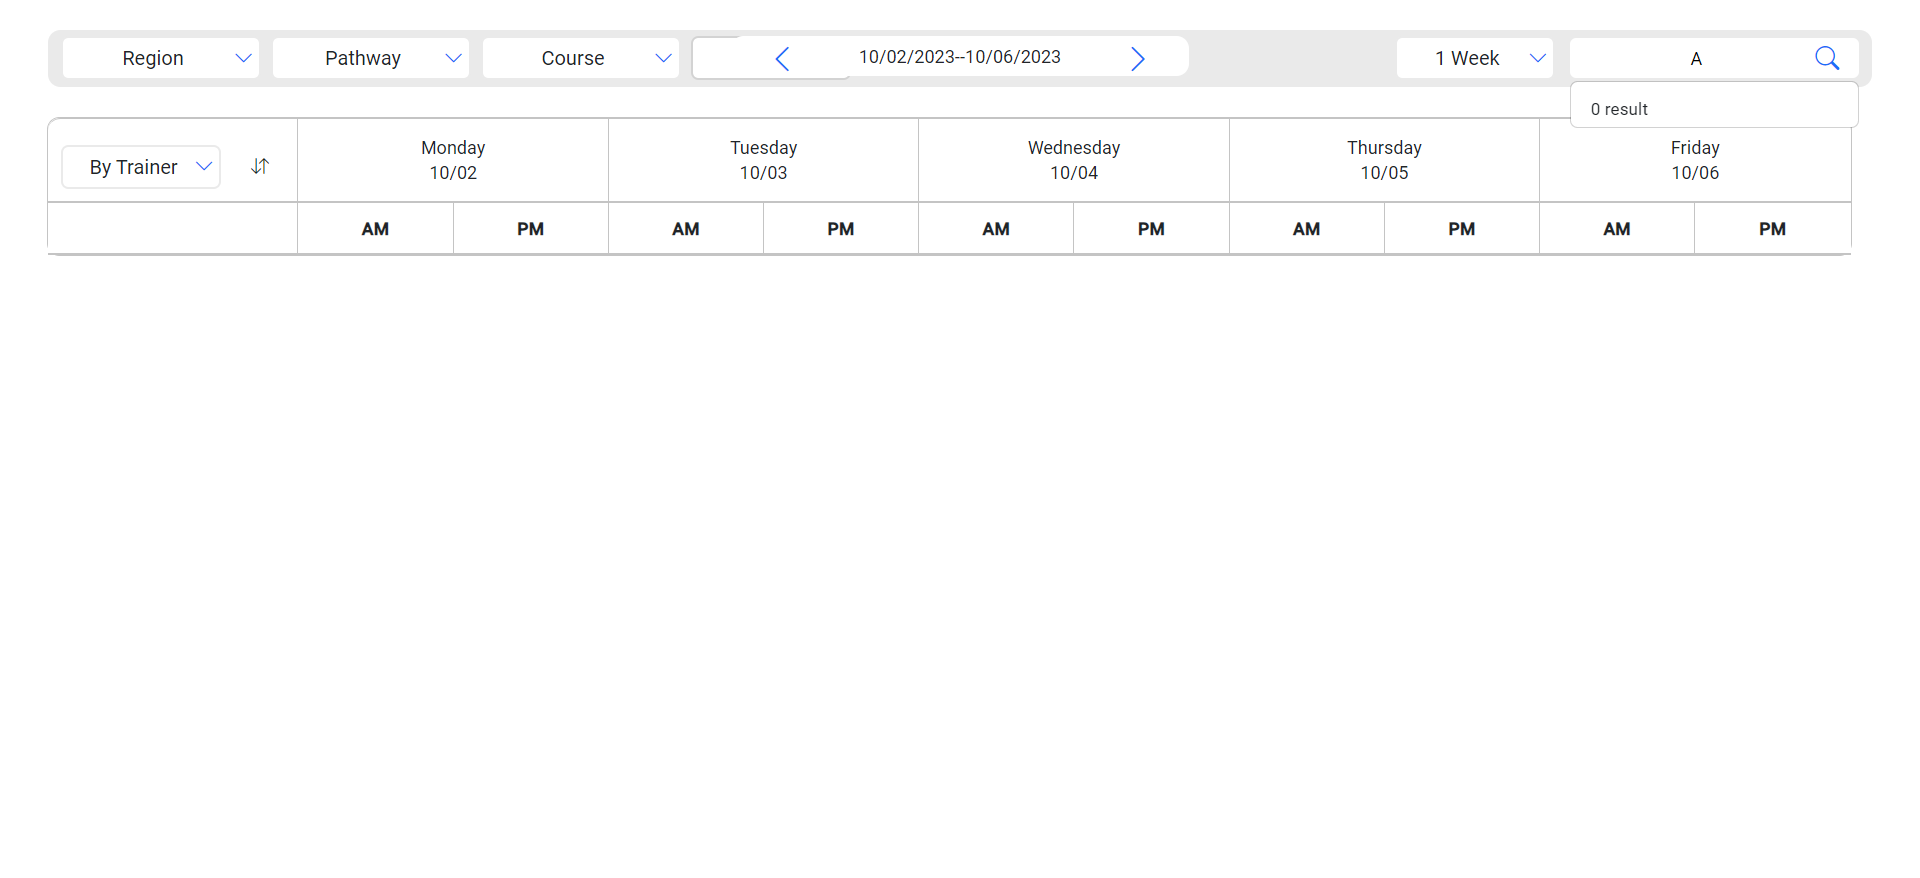 Region
Pathway
Course
10/02/2023--10/06/2023
1 Week
A
0 result
By Trainer
Monday
10/02
Tuesday
10/03
Wednesday
10/04
Thursday
10/05
Friday
10/06
AM PM AM PM AM PM AM PM AM PM